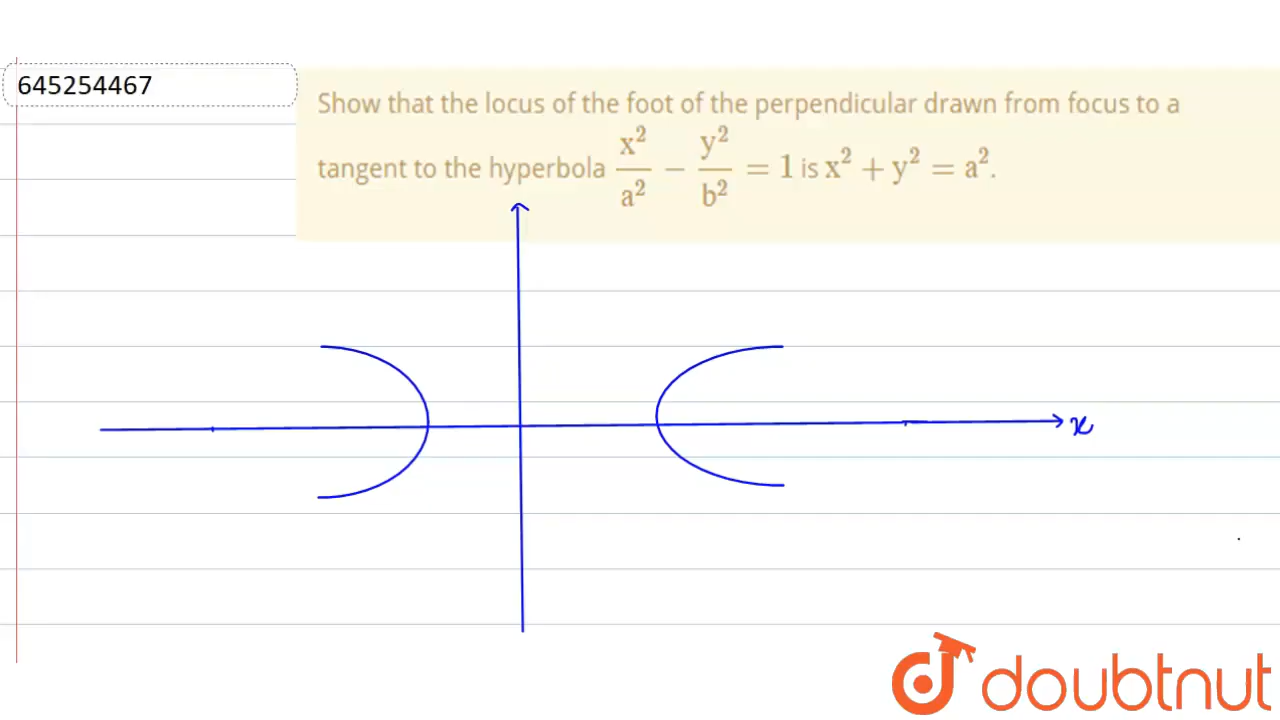 645254467
Show that the locus of the foot of the perpendicular drawn from focus to a
tangent to the hyperbola x²/a² − y²/b² = 1 is x² + y² = a².
x
doubtnut